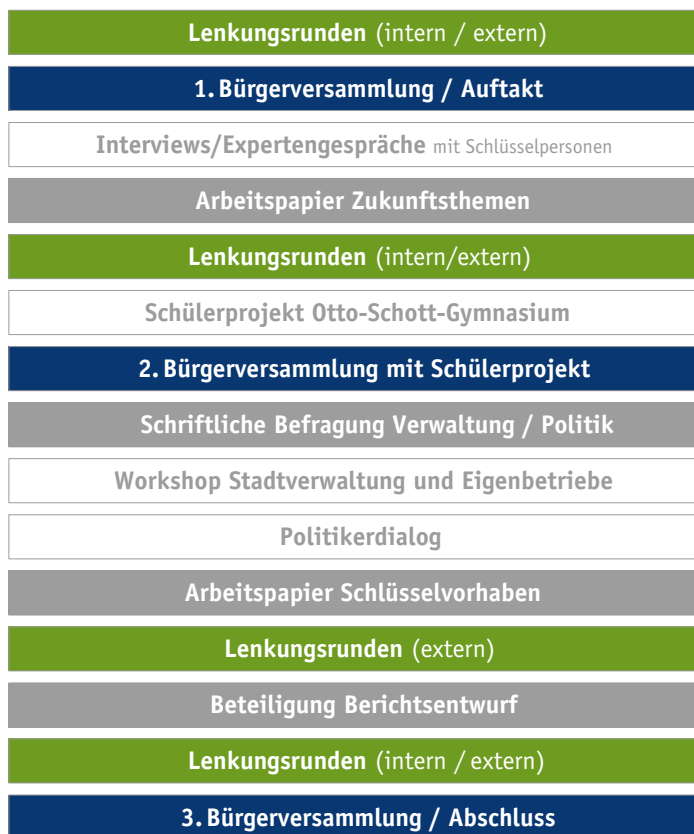 Lenkungsrunden (intern / extern)
1. Bürgerversammlung / Auftakt
Interviews/Expertengespräche mit Schlüsselpersonen
Arbeitspapier Zukunftsthemen
Lenkungsrunden (intern/extern)
Schülerprojekt Otto-Schott-Gymnasium
2. Bürgerversammlung mit Schülerprojekt
Schriftliche Befragung Verwaltung / Politik
Workshop Stadtverwaltung und Eigenbetriebe
Politikerdialog
Arbeitspapier Schlüsselvorhaben
Lenkungsrunden (extern)
Beteiligung Berichtsentwurf
Lenkungsrunden (intern / extern)
3. Bürgerversammlung / Abschluss